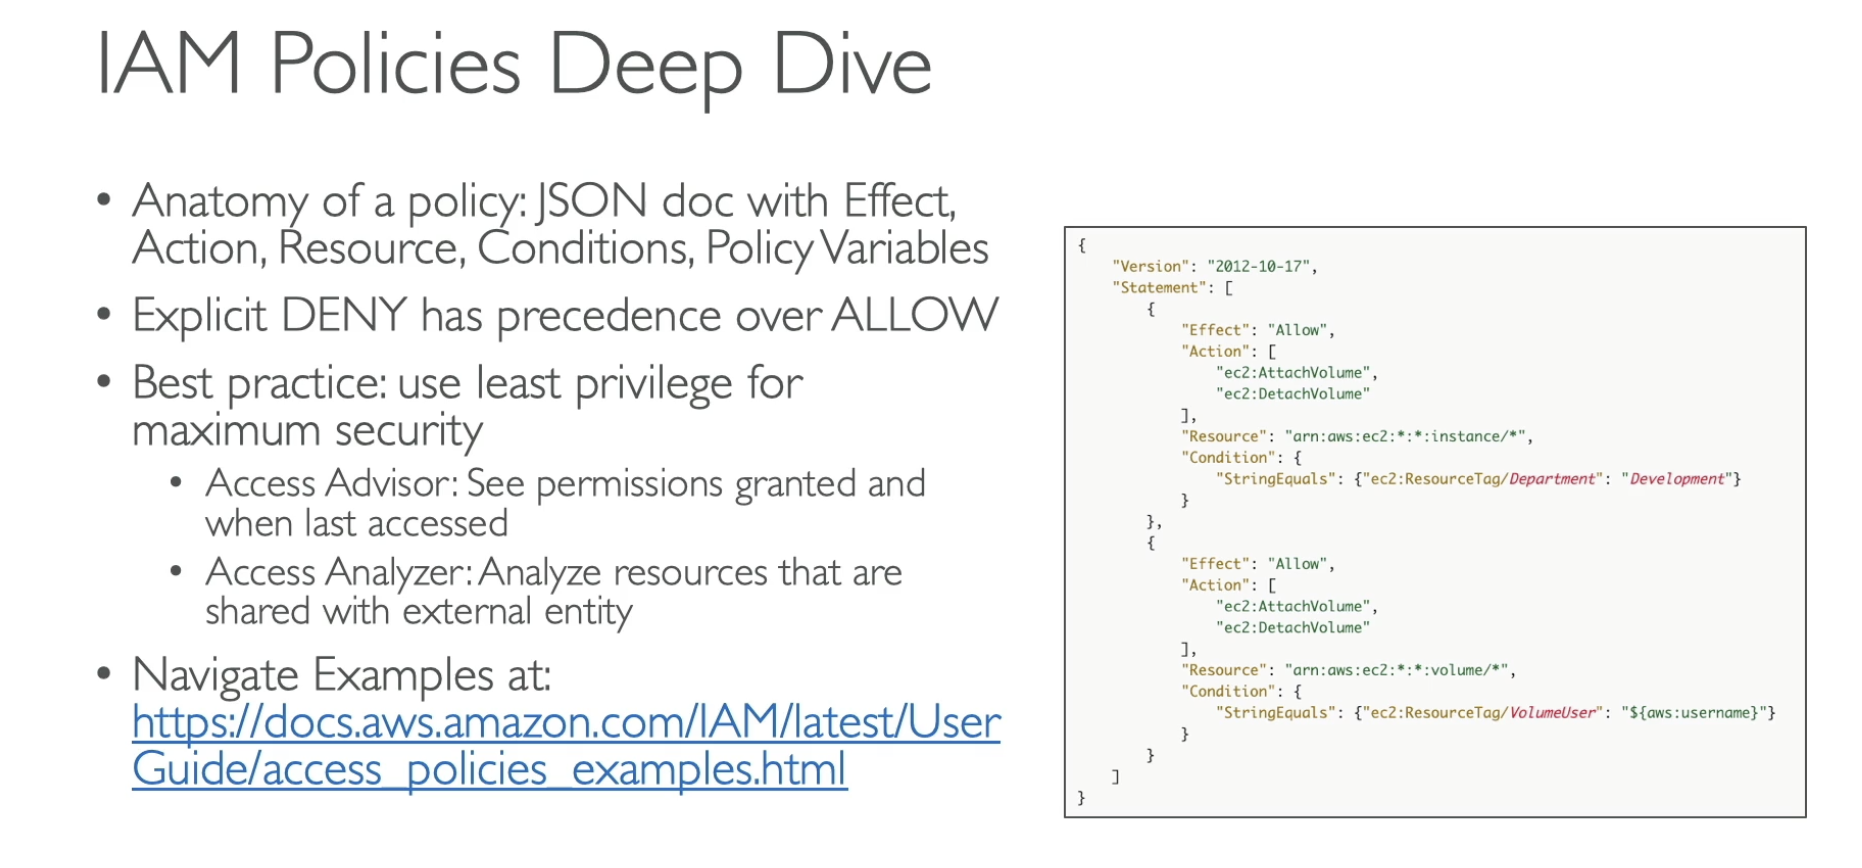 IAM Policies Deep Dive
• Anatomy of a policy: JSON doc with Effect,
Action, Resource, Conditions, Policy Variables
• Explicit DENY has precedence over ALLOW
• Best practice: use least privilege for
maximum security
• Access Advisor: See permissions granted and
when last accessed
• Access Analyzer: Analyze resources that are
shared with external entity
• Navigate Examples at:
https://docs.aws.amazon.com/IAM/latest/User
Guide/access_policies_examples.html
{
    "Version": "2012-10-17",
    "Statement": [
        {
            "Effect": "Allow",
            "Action": [
                "ec2:AttachVolume",
                "ec2:DetachVolume"
            ],
            "Resource": "arn:aws:ec2:*:*:instance/*",
            "Condition": {
                "StringEquals": {"ec2:ResourceTag/Department": "Development"}
            }
        },
        {
            "Effect": "Allow",
            "Action": [
                "ec2:AttachVolume",
                "ec2:DetachVolume"
            ],
            "Resource": "arn:aws:ec2:*:*:volume/*",
            "Condition": {
                "StringEquals": {"ec2:ResourceTag/VolumeUser": "${aws:username}"}
            }
        }
    ]
}